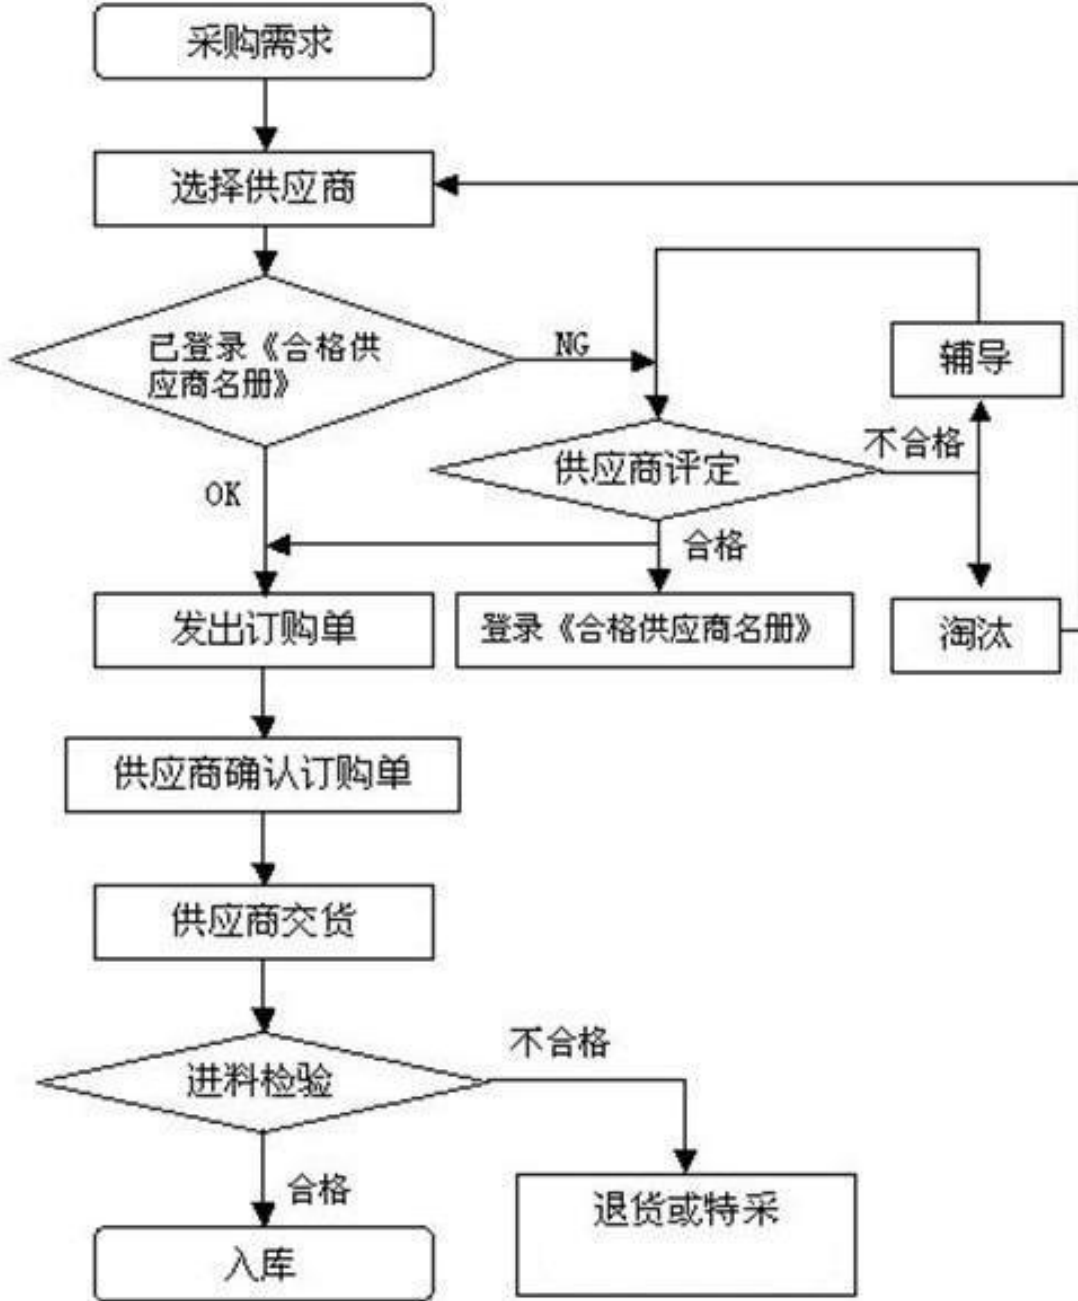 采购需求
选择供应商
已登录《合格供
应商名册》
NG
辅导
不合格
供应商评定
OK
合格
发出订购单
登录《合格供应商名册》
淘汰
供应商确认订购单
供应商交货
不合格
进料检验
合格
退货或特采
入库